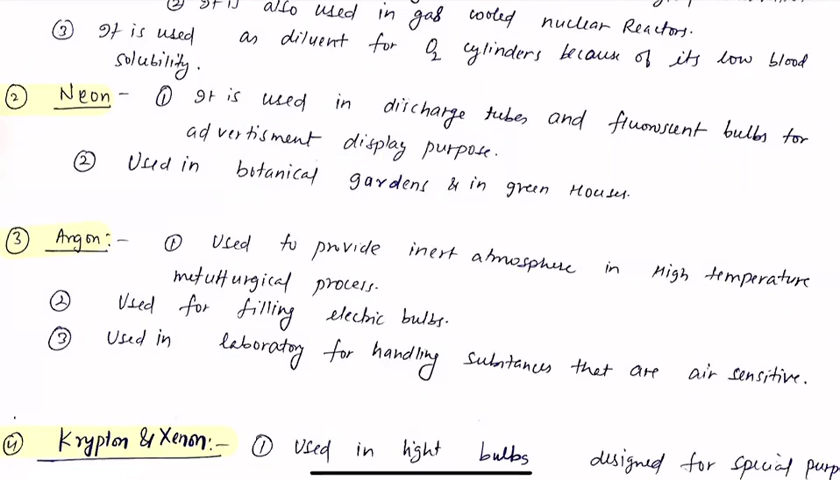 ② It is also used in gas cooled nuclear Reactors.
③ It is used as diluent for O2 cylinders because of its low blood
solubility.
② Neon - ① It is used in discharge tubes and fluorescent bulbs for
advertisment display purpose.
② Used in botanical gardens & in green Houses.
③ Argon:- ① Used to provide inert atmosphere in High temperature
metullurgical process.
② Used for filling electric bulbs.
③ Used in laboratory for handling substances that are air sensitive.
④ Krypton & Xenon:- ① Used in light bulbs designed for special purp